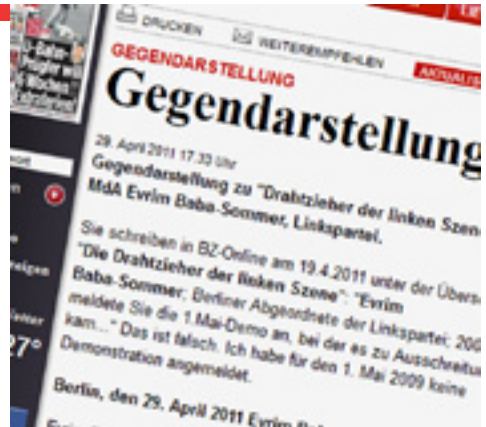 DRUCKEN WEITEREMPFEHLEN
GEGENDARSTELLUNG
Gegendarstellung
29. April 2011 17.33 Uhr
Gegendarstellung zu "Drahtzieher der linken Szene
MdA Evrim Baba-Sommer, Linkspartei.
Sie schreiben in BZ-Online am 19.4.2011 unter der Übersc
"Die Drahtzieher der linken Szene": "Evrim
Baba-Sommer; Berliner Abgeordnete der Linkspartei: 200
meldete Sie die 1.Mai-Demo an, bei der es zu Ausschreitu
kam..." Das ist falsch. Ich habe für den 1. Mai 2009 keine
Demonstration angemeldet.
Berlin, den 29. April 2011 Evrim
27°